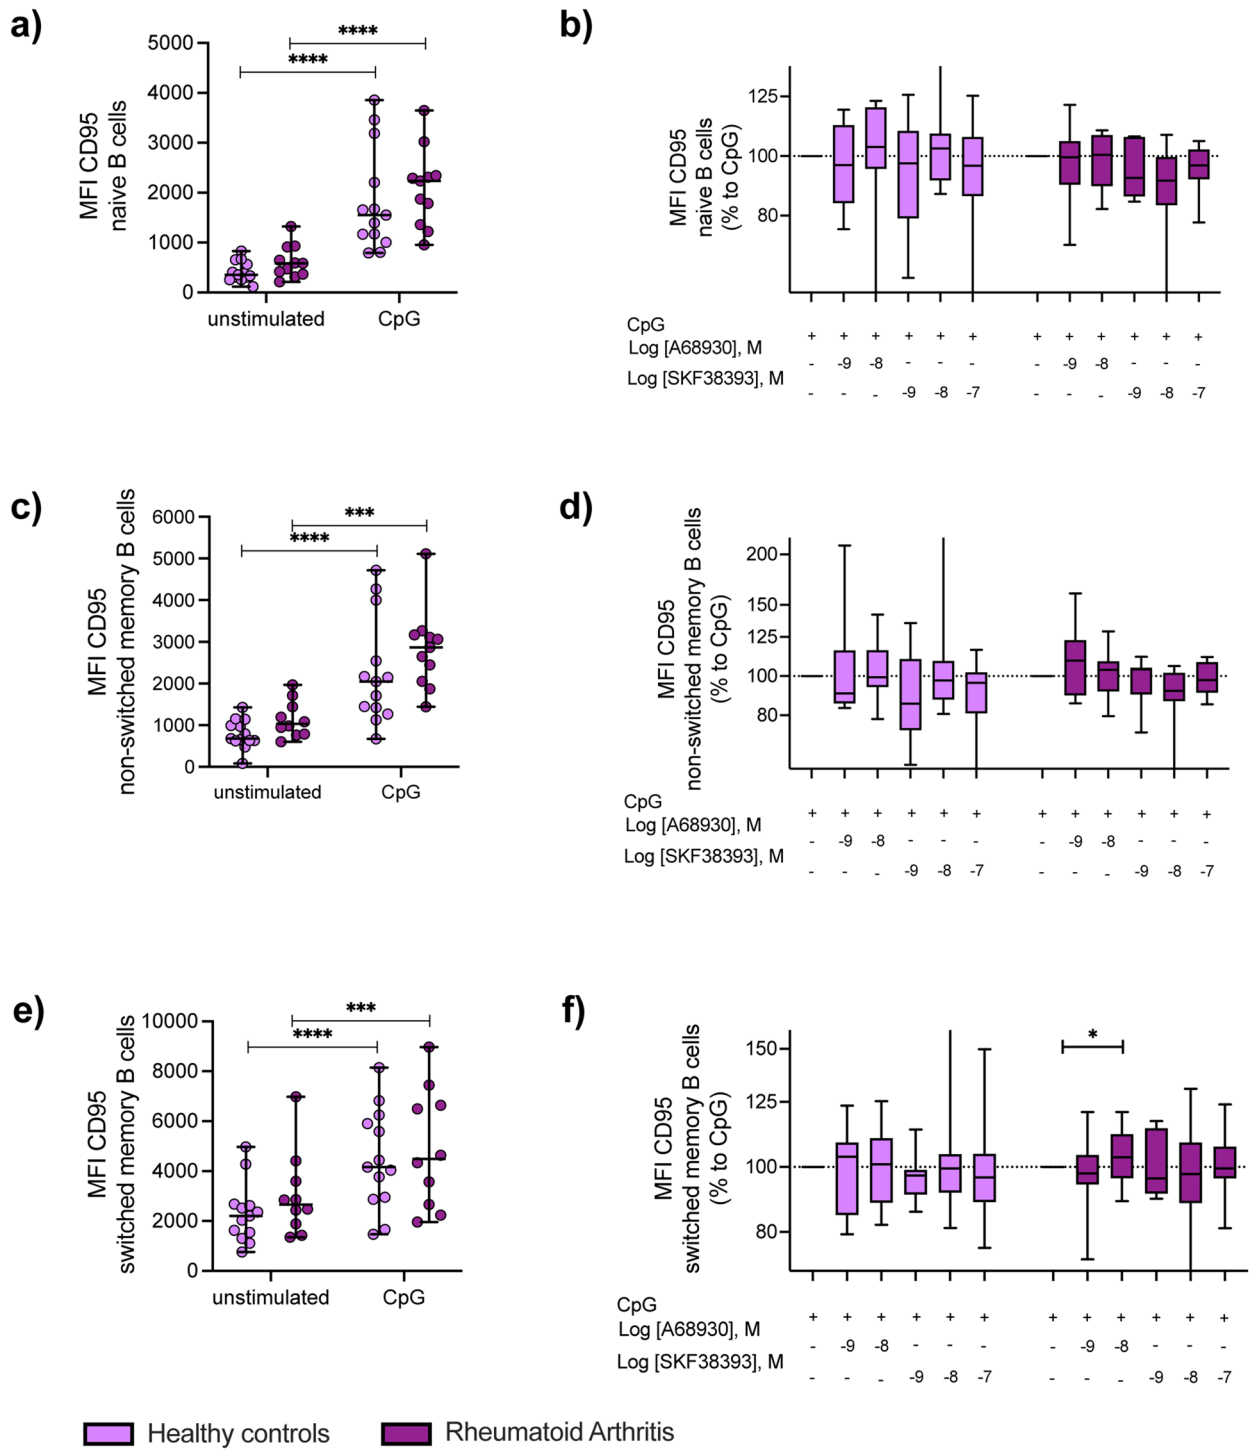 a)
****
****
5000
4000
3000
2000
1000
0
MFI CD95
naive B cells
unstimulated
CpG
b)
125
100
80
MFI CD95
naive B cells
(% to CpG)
CpG + + + + + + + + + + + +
Log [A68930], M - -9 -8 - - - - -9 -8 - - -
Log [SKF38393], M - - - -9 -8 -7 - - - -9 -8 -7
c)
***
****
6000
5000
4000
3000
2000
1000
0
MFI CD95
non-switched memory B cells
unstimulated
CpG
d)
200
150
125
100
80
MFI CD95
non-switched memory B cells
(% to CpG)
CpG + + + + + + + + + + + +
Log [A68930], M - -9 -8 - - - - -9 -8 - - -
Log [SKF38393], M - - - -9 -8 -7 - - - -9 -8 -7
e)
***
****
10000
8000
6000
4000
2000
0
MFI CD95
switched memory B cells
unstimulated
CpG
f)
*
150
125
100
80
MFI CD95
switched memory B cells
(% to CpG)
CpG + + + + + + + + + + + +
Log [A68930], M - -9 -8 - - - - -9 -8 - - -
Log [SKF38393], M - - - -9 -8 -7 - - - -9 -8 -7
Healthy controls
Rheumatoid Arthritis